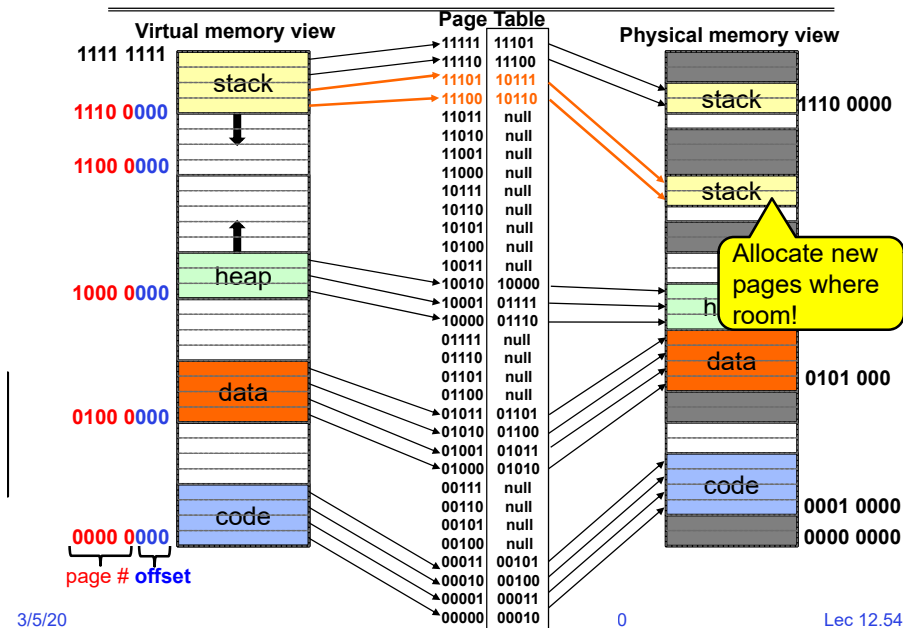 Page Table
Virtual memory view
Physical memory view
1111 1111
stack
1110 0000
1100 0000
heap
1000 0000
data
0100 0000
code
0000 0000
page # offset
11111 11101
11110 11100
11101 10111
11100 10110
11011 null
11010 null
11001 null
11000 null
10111 null
10110 null
10101 null
10100 null
10011 null
10010 10000
10001 01111
10000 01110
01111 null
01110 null
01101 null
01100 null
01011 01101
01010 01100
01001 01011
01000 01010
00111 null
00110 null
00101 null
00100 null
00011 00101
00010 00100
00001 00011
00000 00010
stack
1110 0000
stack
Allocate new
pages where
room!
data
0101 000
code
0001 0000
0000 0000
3/5/20
0
Lec 12.54